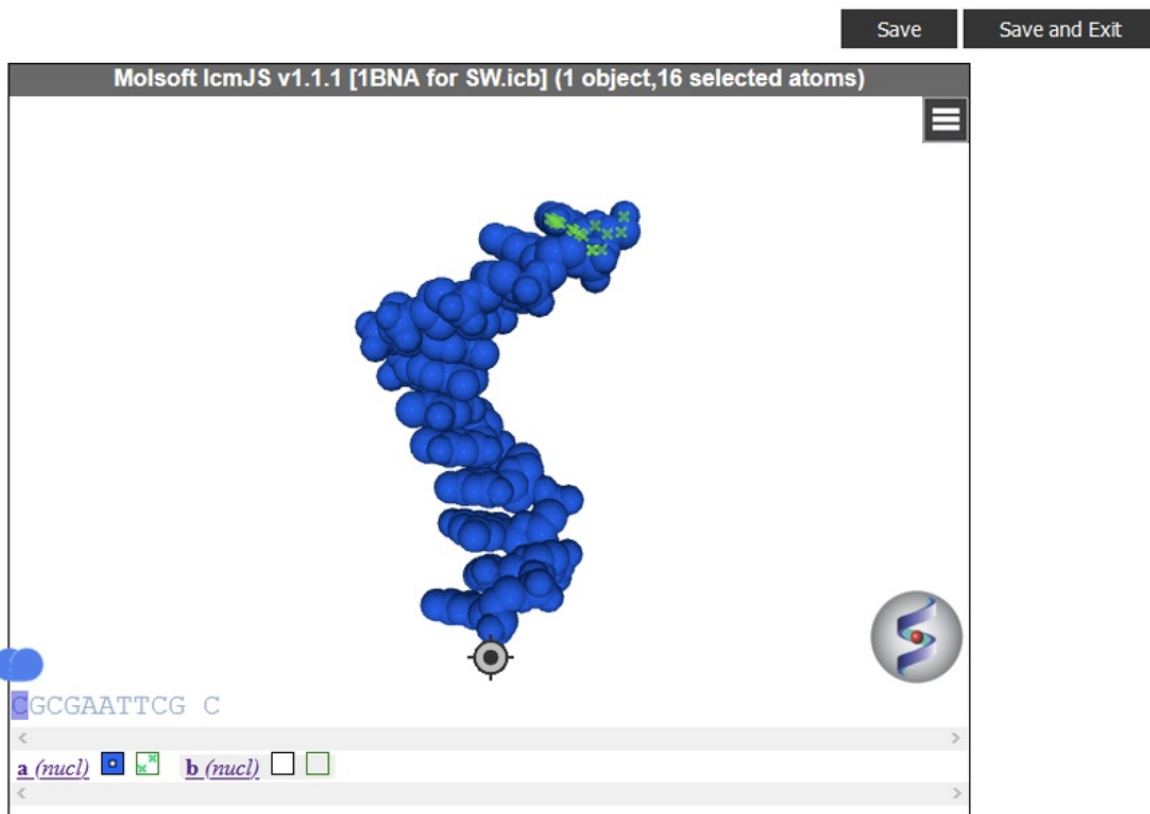 Save Save and Exit
Molsoft IcmJS v1.1.1 [1BNA for SW.icb] (1 object,16 selected atoms)
CGCGAATTCG C
a (nucl) b (nucl)